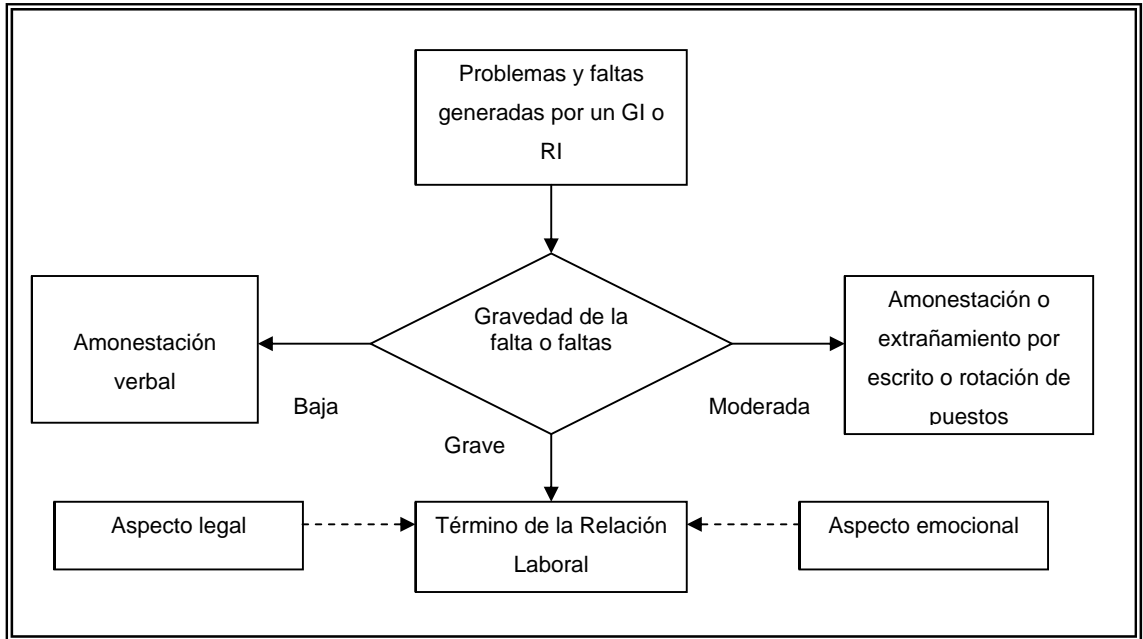 Problemas y faltas
generadas por un GI o
RI
Gravedad de la
falta o faltas
Amonestación
verbal
Baja
Amonestación o
extrañamiento por
escrito o rotación de
puestos
Moderada
Grave
Aspecto legal
Término de la Relación
Laboral
Aspecto emocional